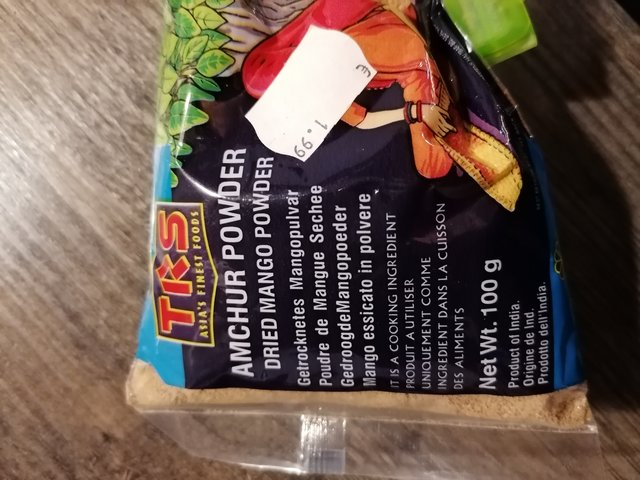 €
1.99
TRS
ASIA'S FINEST FOODS
AMCHUR POWDER
DRIED MANGO POWDER
Getrocknetes Mangopulvar
Poudre de Mangue Sechee
GedroogdeMangopoeder
Mango essicato in polvere
IT IS A COOKING INGREDIENT
PRODUIT A UTILISER
UNIQUEMENT COMME
INGREDIENT DANS LA CUISSON
DES ALIMENTS
Net Wt. 100 g
Product of India.
Origine de Ind.
Prodotto dell'India.